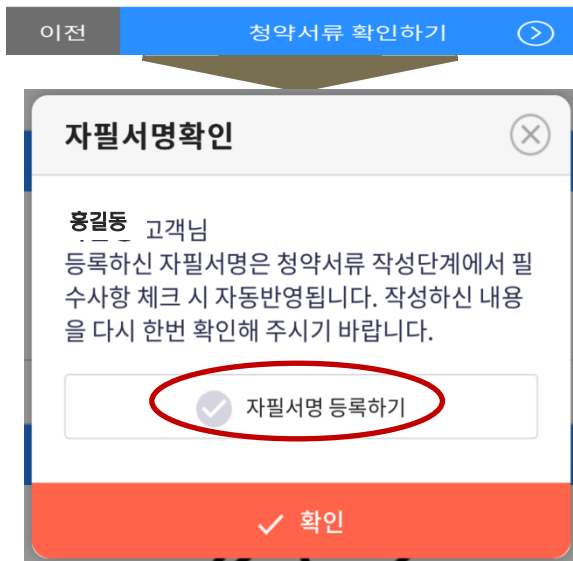 이전
청약서류 확인하기
자필서명확인
홍길동 고객님
등록하신 자필서명은 청약서류 작성단계에서 필
수사항 체크 시 자동반영됩니다. 작성하신 내용
을 다시 한번 확인해 주시기 바랍니다.
자필서명 등록하기
확인